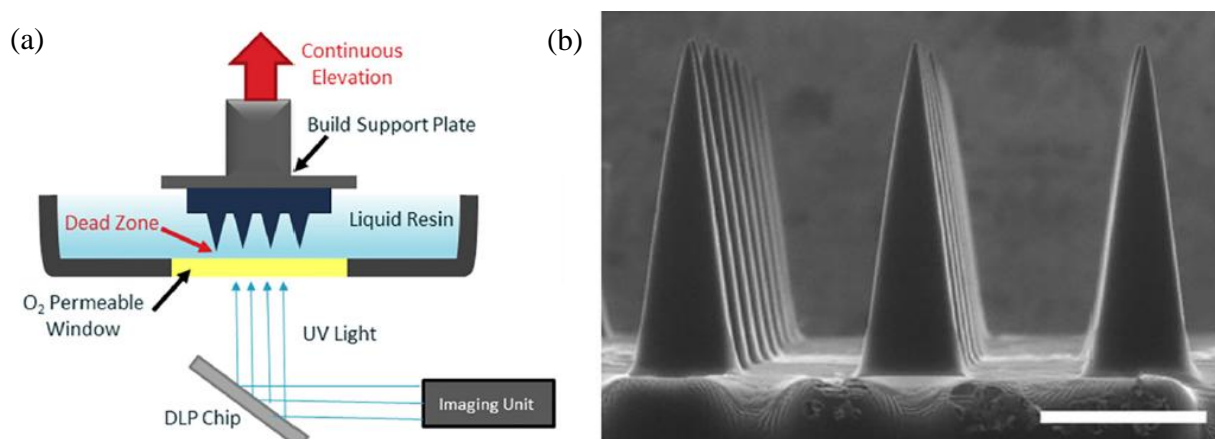 (a)
Continuous
Elevation
Build Support Plate
Dead Zone
Liquid Resin
O₂ Permeable
Window
UV Light
DLP Chip
Imaging Unit
(b)